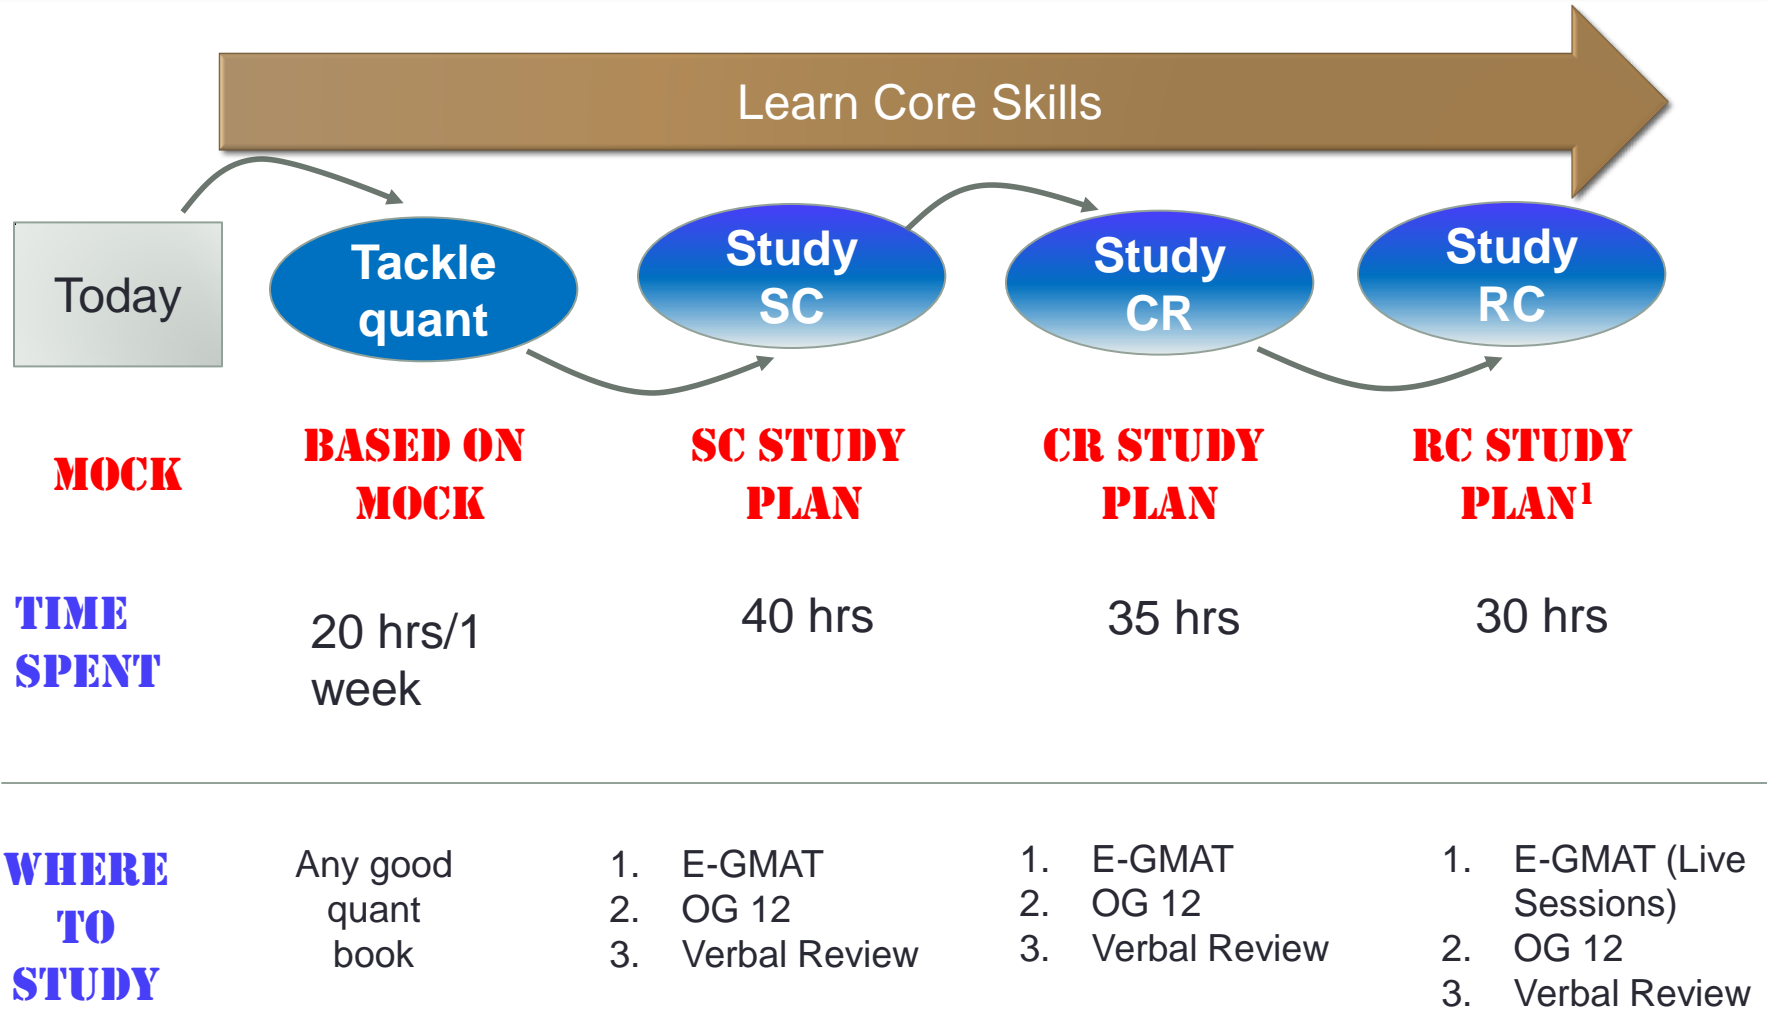 Learn Core Skills
Today
Tackle
quant
Study
SC
Study
CR
Study
RC
MOCK
BASED ON
MOCK
SC STUDY
PLAN
CR STUDY
PLAN
RC STUDY
PLAN¹
TIME
SPENT
20 hrs/1
week
40 hrs
35 hrs
30 hrs
WHERE
TO
STUDY
Any good
quant
book
1. E-GMAT
2. OG 12
3. Verbal Review
1. E-GMAT
2. OG 12
3. Verbal Review
1. E-GMAT (Live
Sessions)
2. OG 12
3. Verbal Review